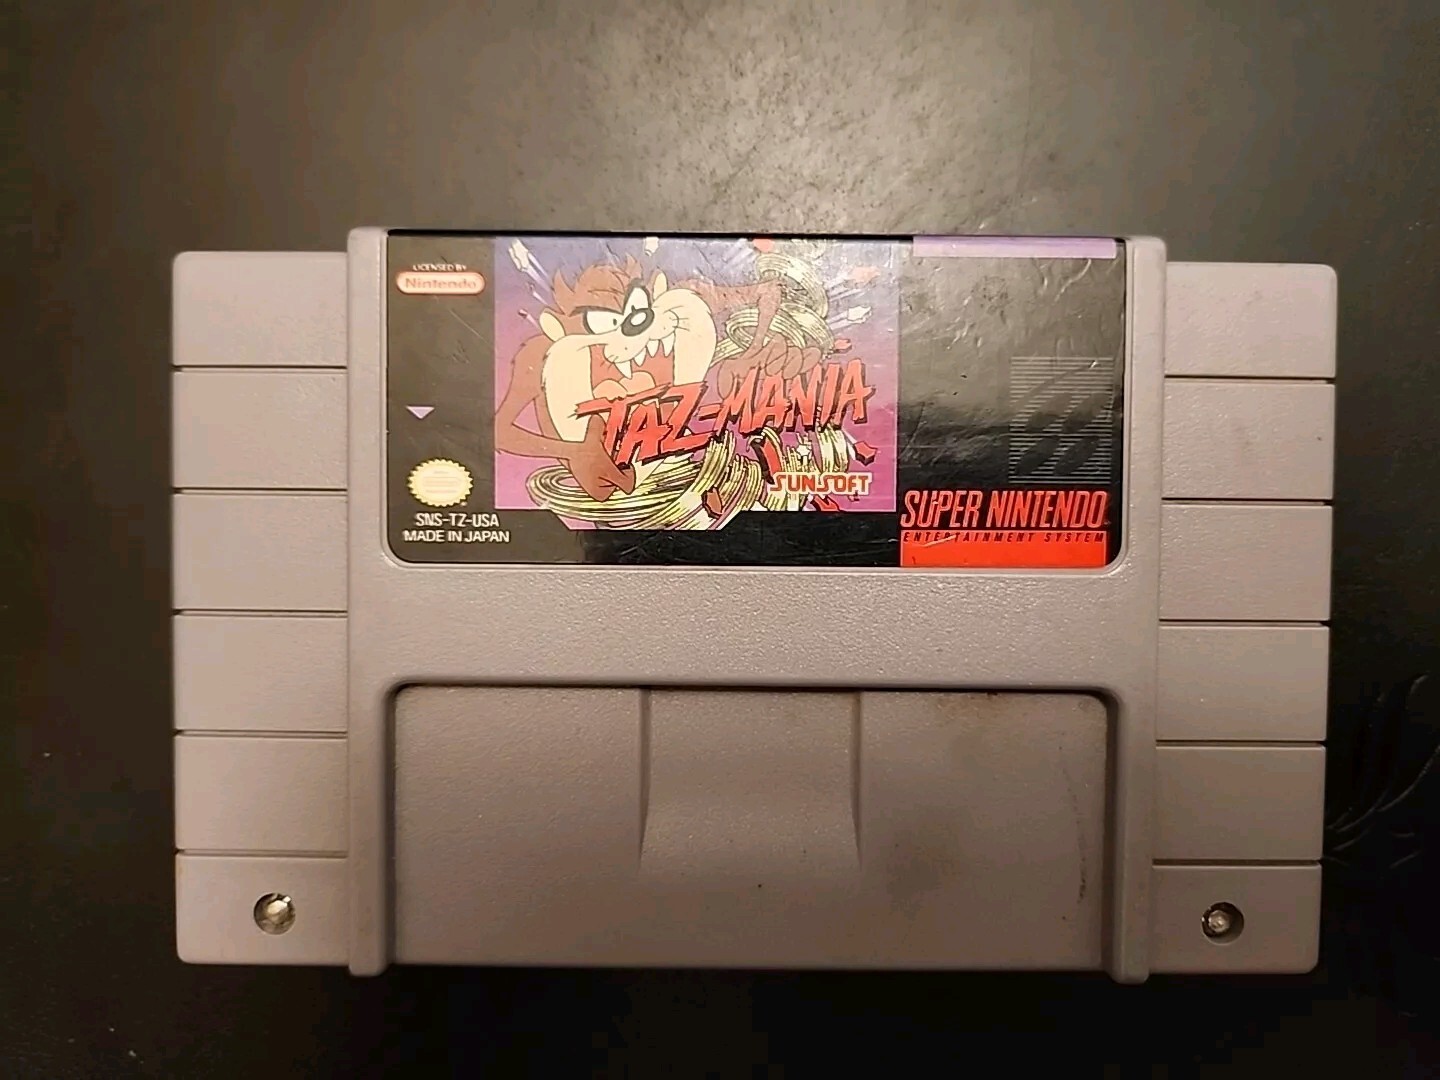 LICENSED BY
Nintendo
TAZ-MANIA
SUNSOFT
SNS-TZ-USA
MADE IN JAPAN
SUPER NINTENDO
ENTERTAINMENT SYSTEM